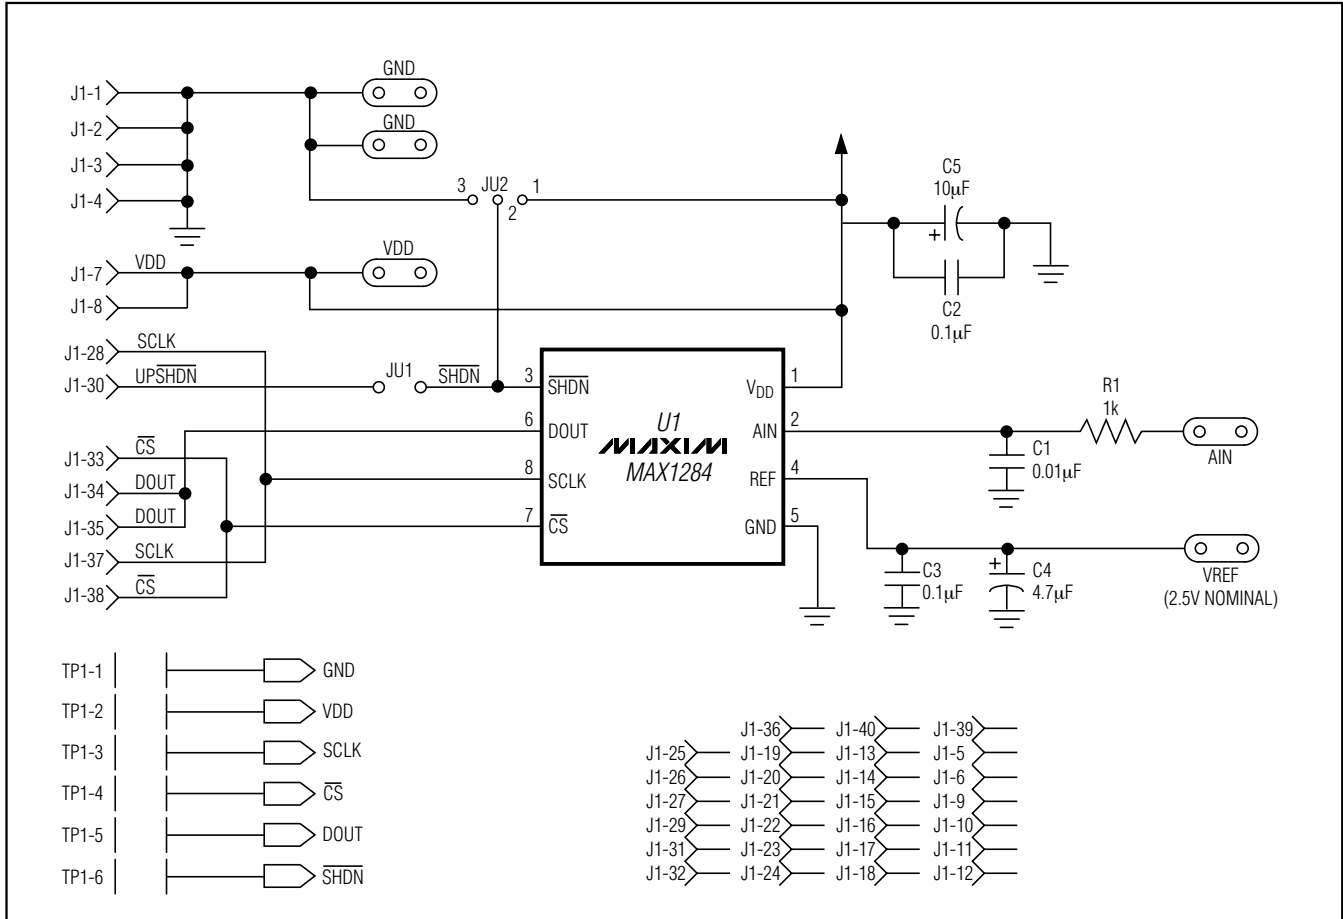 GND
J1-1
J1-2
GND
J1-3
J1-4
3 JU2 1
2
C5
10µF
+
J1-7 VDD
VDD
J1-8
C2
0.1µF
J1-28 SCLK
J1-30 UPSHDN
JU1 SHDN
3 SHDN
VDD 1
R1
1k
6 DOUT
U1
MAXIM
MAX1284
AIN 2
AIN
C1
0.01µF
J1-33 CS
J1-34 DOUT
J1-35 DOUT
8 SCLK
REF 4
7 CS
GND 5
J1-37 SCLK
J1-38 CS
C3
0.1µF
+
C4
4.7µF
VREF
(2.5V NOMINAL)
TP1-1 GND
TP1-2 VDD
TP1-3 SCLK
TP1-4 CS
TP1-5 DOUT
TP1-6 SHDN
J1-36 J1-40 J1-39
J1-25 J1-19 J1-13 J1-5
J1-26 J1-20 J1-14 J1-6
J1-27 J1-21 J1-15 J1-9
J1-29 J1-22 J1-16 J1-10
J1-31 J1-23 J1-17 J1-11
J1-32 J1-24 J1-18 J1-12